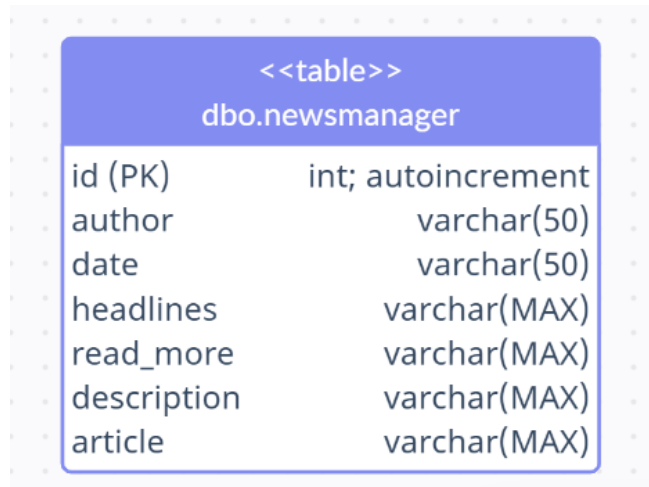 <<table>>
dbo.newsmanager
id (PK) int; autoincrement
author varchar(50)
date varchar(50)
headlines varchar(MAX)
read_more varchar(MAX)
description varchar(MAX)
article varchar(MAX)